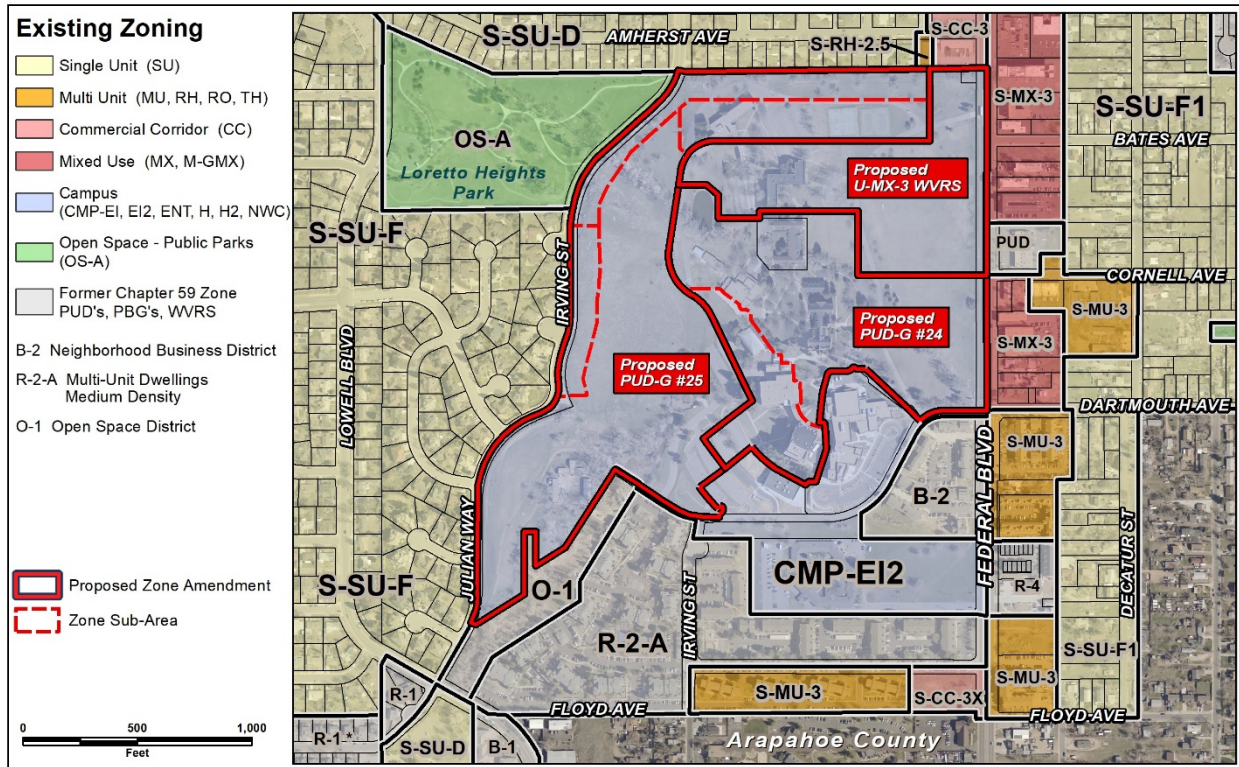 Existing Zoning
Single Unit (SU)
Multi Unit (MU, RH, RO, TH)
Commercial Corridor (CC)
Mixed Use (MX, M-GMX)
Campus
(CMP-EI, EI2, ENT, H, H2, NWC)
Open Space - Public Parks
(OS-A)
Former Chapter 59 Zone
PUD's, PBG's, WVRS
B-2 Neighborhood Business District
R-2-A Multi-Unit Dwellings
Medium Density
O-1 Open Space District
Proposed Zone Amendment
Zone Sub-Area
0 500 1,000
Feet
S-SU-D
AMHERST AVE
S-CC-3
S-RH-2.5
S-MX-3
S-SU-F1
BATES AVE
OS-A
Loretto Heights
Park
Proposed
U-MX-3 WVRS
S-SU-F
IRVING ST
PUD
CORNELL AVE
S-MU-3
LOWELL BLVD
Proposed
PUD-G #24
S-MX-3
Proposed
PUD-G #25
DARTMOUTH AVE
S-MU-3
B-2
FEDERAL BLVD
DECATUR ST
JULIAN WAY
S-SU-F
O-1
CMP-EI2
R-4
IRVING ST
R-2-A
S-SU-F1
R-1
S-MU-3
S-CC-3X
S-MU-3
FLOYD AVE
FLOYD AVE
R-1 *
S-SU-D
B-1
Arapahoe County